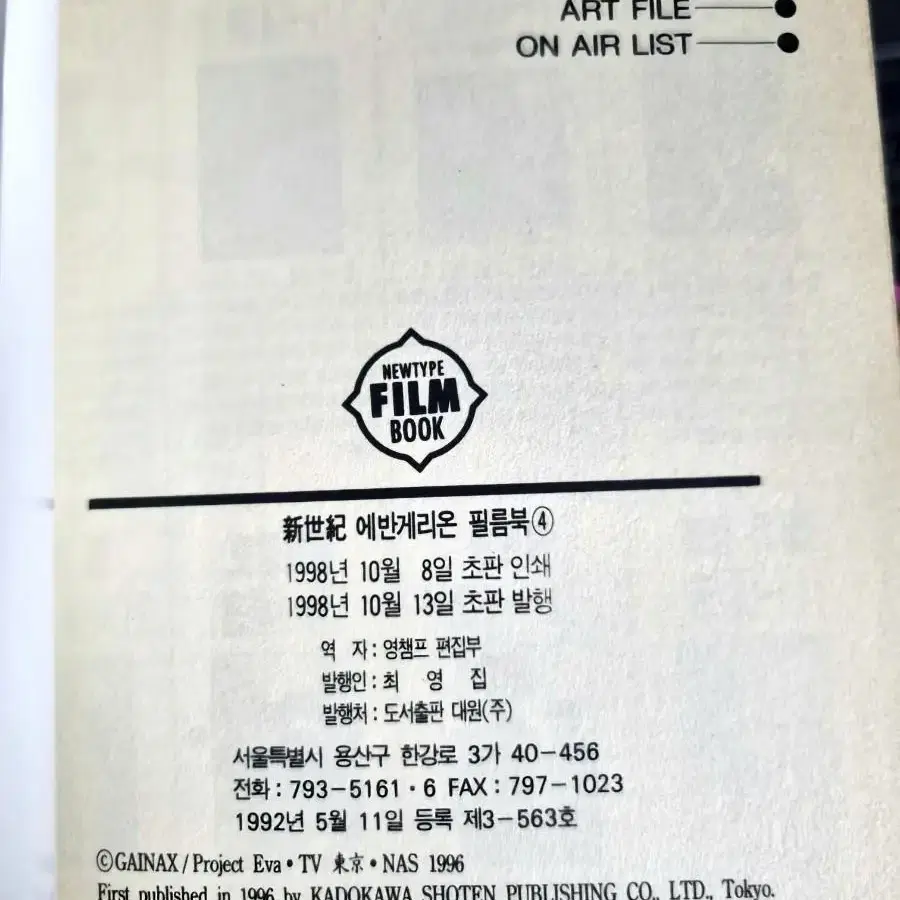 ART FILE
ON AIR LIST
NEWTYPE
FILM
BOOK
新世紀 에반게리온 필름북④
1998년 10월 8일 초판 인쇄
1998년 10월 13일 초판 발행
역 자 : 영챔프 편집부
발행인 : 최 영 집
발행처 : 도서출판 대원(주)
서울특별시 용산구 한강로 3가 40-456
전화 : 793-5161·6 FAX : 797-1023
1992년 5월 11일 등록 제3-563호
©GAINAX/Project Eva·TV 東京·NAS 1996
First published in 1996 by KADOKAWA SHOTEN PUBLISHING CO., LTD., Tokyo.